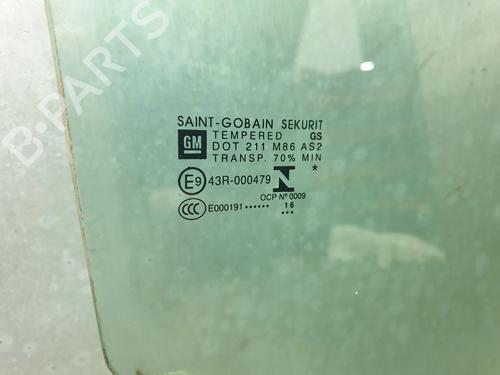 B-PARTS
SAINT-GOBAIN SEKURIT
TEMPERED GS
GM DOT 211 M86 AS2
TRANSP. 70% MIN
E9 43R-000479 N *
OCP Nº 0009
CCC E000191 •••••• 16
•••